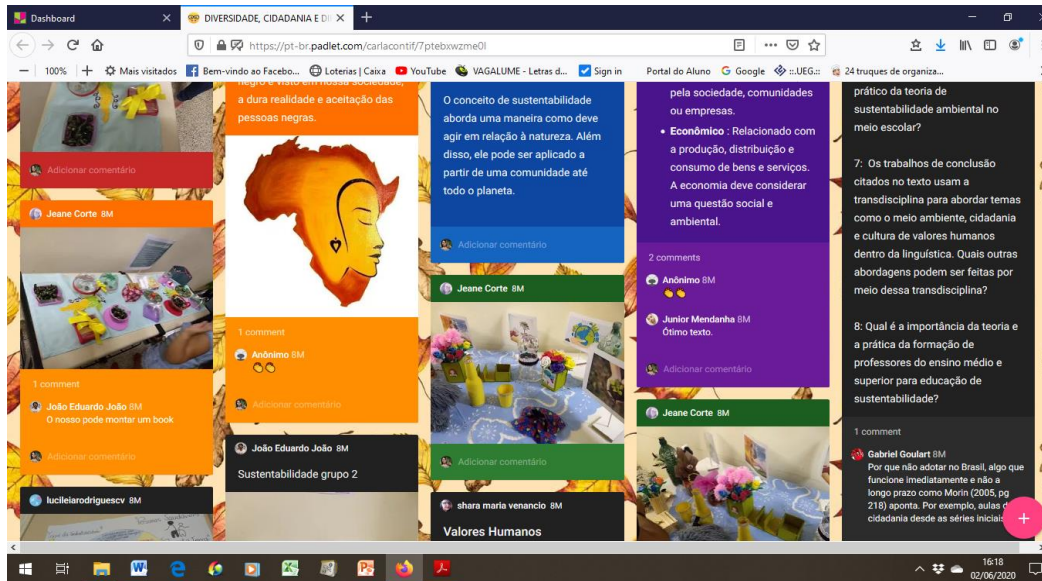 Dashboard
DIVERSIDADE, CIDADANIA E DI
https://pt-br.padlet.com/carlacontif/7ptebxwzme0l
100%
Mais visitados
Bem-vindo ao Facebo...
Loterias | Caixa
YouTube
VAGALUME - Letras d...
Sign in
Portal do Aluno
Google
::.UEG.::
24 truques de organiza...
Adicionar comentário
Jeane Corte 8M
1 comment
João Eduardo João 8M
O nosso pode montar um book
Adicionar comentário
lucileiarodriguescv 8M
negro é visto em nossa sociedade,
a dura realidade e aceitação das
pessoas negras.
1 comment
Anônimo 8M
Adicionar comentário
João Eduardo João 8M
Sustentabilidade grupo 2
O conceito de sustentabilidade
aborda uma maneira como deve
agir em relação à natureza. Além
disso, ele pode ser aplicado a
partir de uma comunidade até
todo o planeta.
Adicionar comentário
Jeane Corte 8M
Adicionar comentário
shara maria venancio 8M
Valores Humanos
pela sociedade, comunidades
ou empresas.
• Econômico : Relacionado com
a produção, distribuição e
consumo de bens e serviços.
A economia deve considerar
uma questão social e
ambiental.
2 comments
Anônimo 8M
Junior Mendanha 8M
Ótimo texto.
Adicionar comentário
Jeane Corte 8M
prático da teoria de
sustentabilidade ambiental no
meio escolar?
7: Os trabalhos de conclusão
citados no texto usam a
transdisciplina para abordar temas
como o meio ambiente, cidadania
e cultura de valores humanos
dentro da linguística. Quais outras
abordagens podem ser feitas por
meio dessa transdisciplina?
8: Qual é a importância da teoria e
a prática da formação de
professores do ensino médio e
superior para educação de
sustentabilidade?
1 comment
Gabriel Goulart 8M
Por que não adotar no Brasil, algo que
funcione imediatamente e não a
longo prazo como Morin (2005, pg
218) aponta. Por exemplo, aulas d
cidadania desde as séries iniciais
16:18
02/06/2020